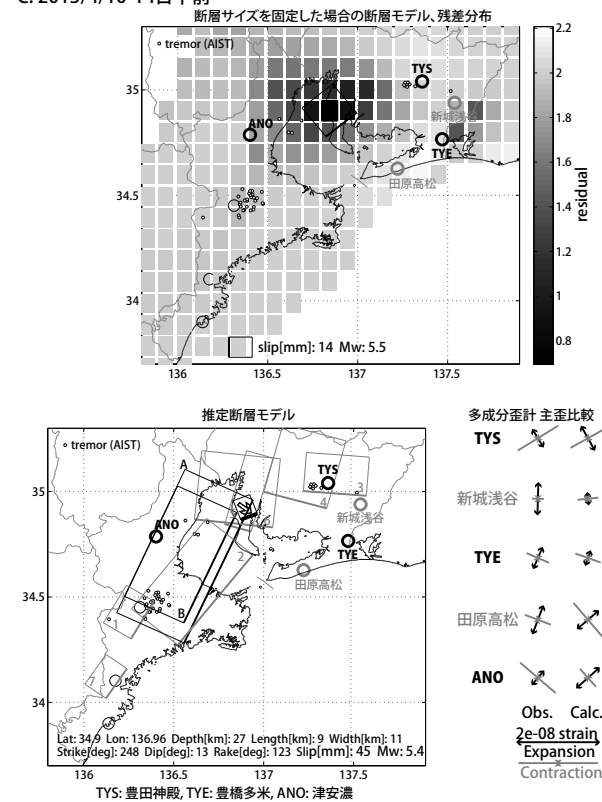 C: 2015/4/10-14日午前
断層サイズを固定した場合の断層モデル、残差分布
tremor (AIST)
TYS
新城浅谷
ANO
TYE
田原高松
slip[mm]: 14 Mw: 5.5
35
34.5
34
136
136.5
137
137.5
2.2
2
1.8
1.6
1.4
1.2
1
0.8
residual
推定断層モデル
tremor (AIST)
A
TYS
3
4
新城浅谷
ANO
5
TYE
2
田原高松
B
1
35
34.5
34
Lat: 34.9 Lon: 136.96 Depth[km]: 27 Length[km]: 9 Width[km]: 11
Strike[deg]: 248 Dip[deg]: 13 Rake[deg]: 123 Slip[mm]: 45 Mw: 5.4
136
136.5
137
137.5
TYS: 豊田神殿, TYE: 豊橋多米, ANO: 津安濃
多成分歪計 主歪比較
TYS
新城浅谷
TYE
田原高松
ANO
Obs. Calc.
2e-08 strain
Expansion
Contraction